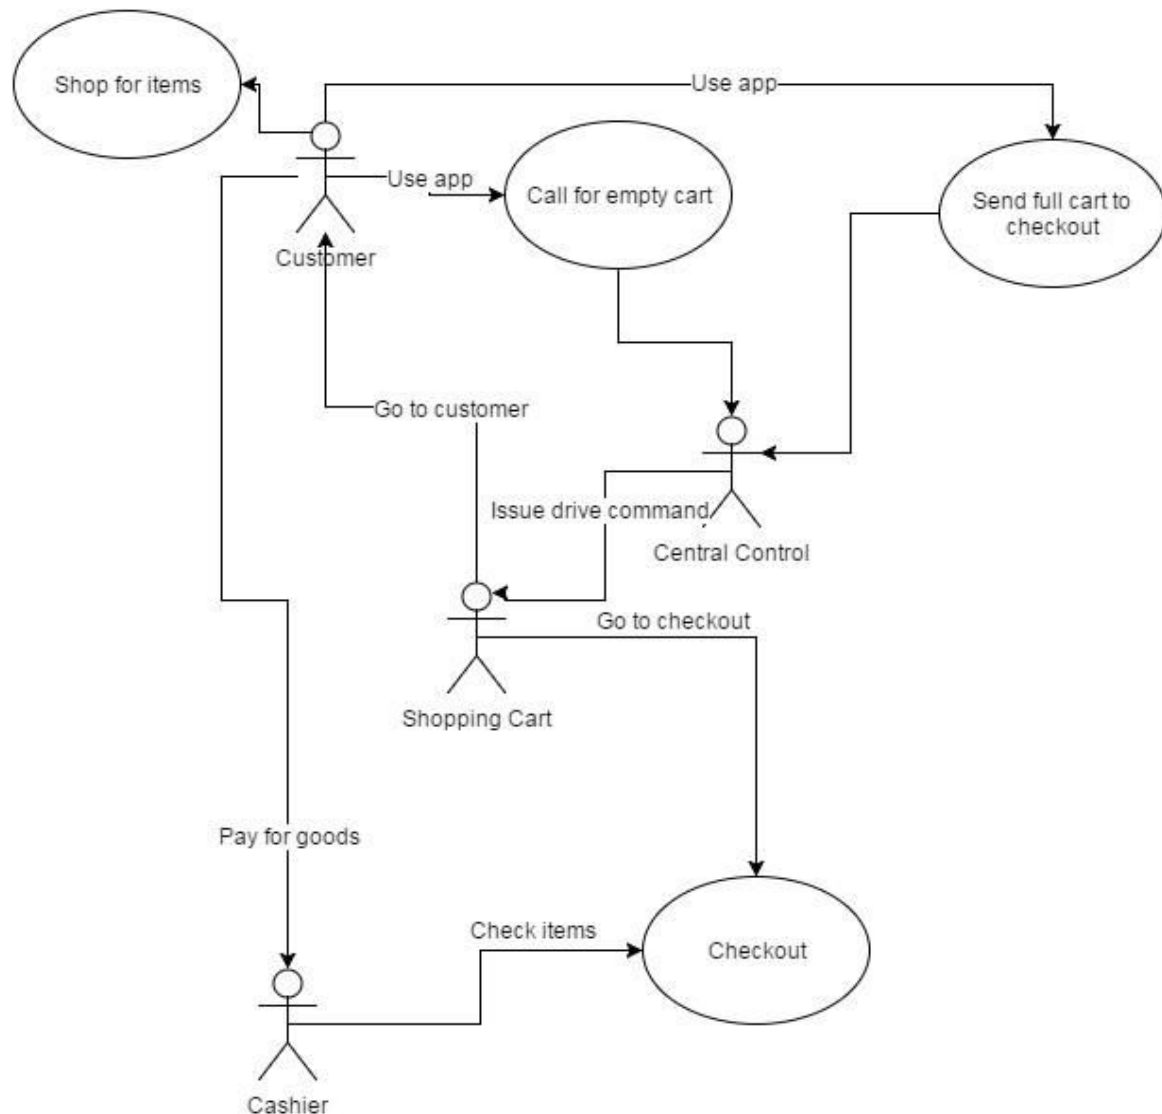 Shop for items
Use app
Use app
Call for empty cart
Send full cart to
checkout
Customer
Go to customer
Issue drive command
Central Control
Go to checkout
Shopping Cart
Pay for goods
Check items
Checkout
Cashier